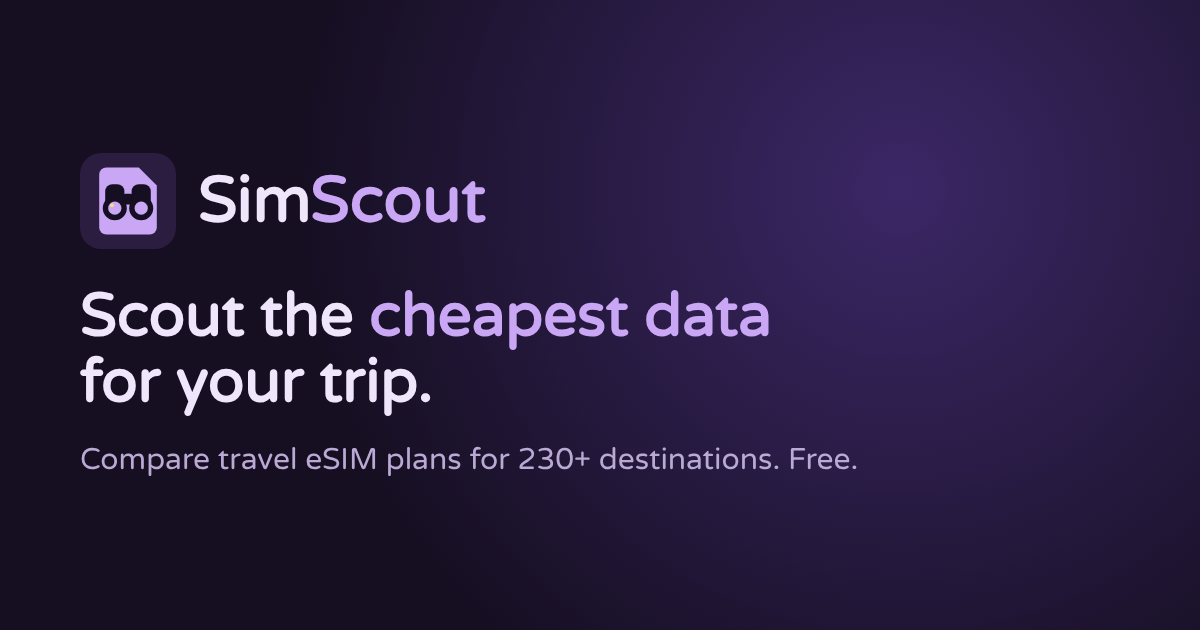 SimScout
Scout the cheapest data
for your trip.
Compare travel eSIM plans for 230+ destinations. Free.